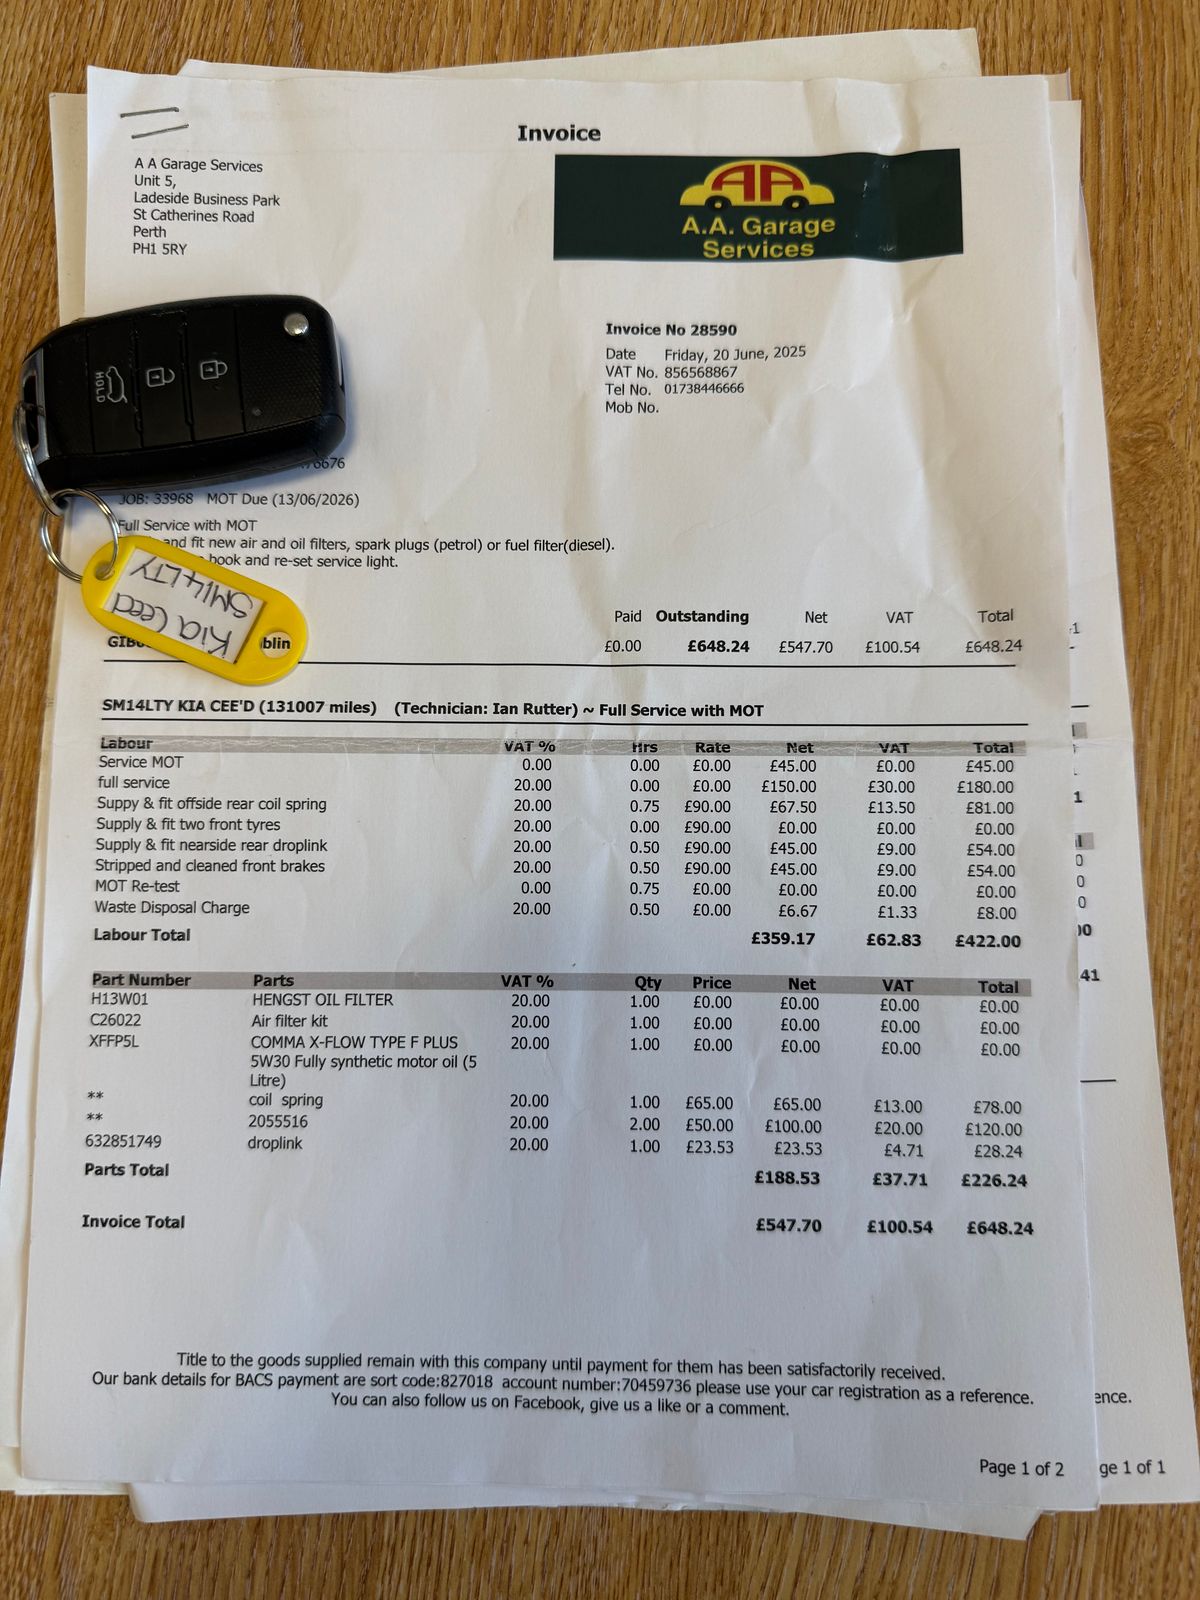 Invoice
A A Garage Services
Unit 5,
Ladeside Business Park
St Catherines Road
Perth
PH1 5RY
AA
A.A. Garage
Services
Invoice No 28590
Date Friday, 20 June, 2025
VAT No. 856568867
Tel No. 01738446666
Mob No.
HOLD
76676
JOB: 33968 MOT Due (13/06/2026)
Full Service with MOT
and fit new air and oil filters, spark plugs (petrol) or fuel filter(diesel).
book and re-set service light.
Kia Ceed
SM14LTY
Paid Outstanding Net VAT Total
blin £0.00 £648.24 £547.70 £100.54 £648.24
SM14LTY KIA CEE'D (131007 miles) (Technician: Ian Rutter) ~ Full Service with MOT
Labour VAT % Hrs Rate Net VAT Total
Service MOT 0.00 0.00 £0.00 £45.00 £0.00 £45.00
full service 20.00 0.00 £0.00 £150.00 £30.00 £180.00
Suppy & fit offside rear coil spring 20.00 0.75 £90.00 £67.50 £13.50 £81.00
Supply & fit two front tyres 20.00 0.00 £90.00 £0.00 £0.00 £0.00
Supply & fit nearside rear droplink 20.00 0.50 £90.00 £45.00 £9.00 £54.00
Stripped and cleaned front brakes 20.00 0.50 £90.00 £45.00 £9.00 £54.00
MOT Re-test 0.00 0.75 £0.00 £0.00 £0.00 £0.00
Waste Disposal Charge 20.00 0.50 £0.00 £6.67 £1.33 £8.00
Labour Total £359.17 £62.83 £422.00
Part Number Parts VAT % Qty Price Net VAT Total
H13W01 HENGST OIL FILTER 20.00 1.00 £0.00 £0.00 £0.00 £0.00
C26022 Air filter kit 20.00 1.00 £0.00 £0.00 £0.00 £0.00
XFFP5L COMMA X-FLOW TYPE F PLUS 20.00 1.00 £0.00 £0.00 £0.00 £0.00
5W30 Fully synthetic motor oil (5
Litre)
** coil spring 20.00 1.00 £65.00 £65.00 £13.00 £78.00
** 2055516 20.00 2.00 £50.00 £100.00 £20.00 £120.00
632851749 droplink 20.00 1.00 £23.53 £23.53 £4.71 £28.24
Parts Total £188.53 £37.71 £226.24
Invoice Total £547.70 £100.54 £648.24
Title to the goods supplied remain with this company until payment for them has been satisfactorily received.
Our bank details for BACS payment are sort code:827018 account number:70459736 please use your car registration as a reference.
You can also follow us on Facebook, give us a like or a comment.
Page 1 of 2
41
ence.
ge 1 of 1